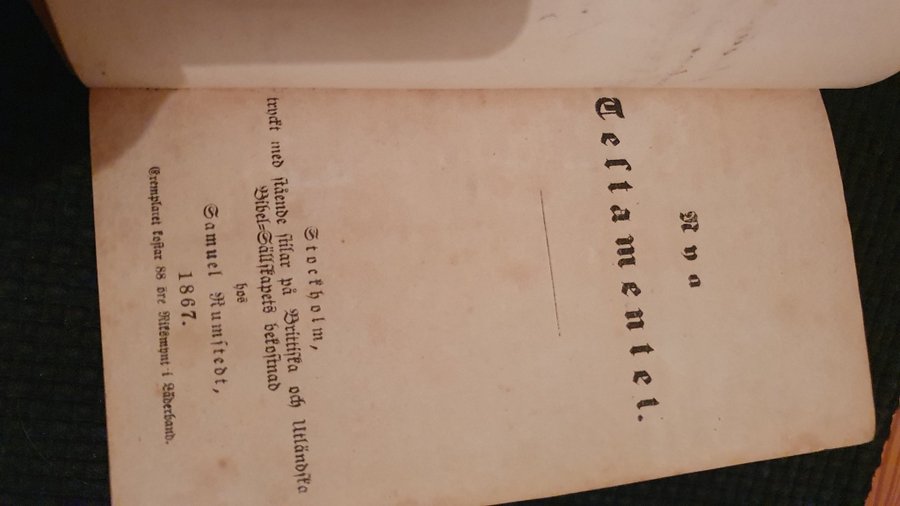 Nya
Testamentet.
Stockholm,
tryckt med stående stilar på Brittiska och Utländska
Bibel=Sällskapets bekostnad
hos
Samuel Rumstedt,
1867.
Exemplaret kostar 88 öre Riksmynt i Läderband.